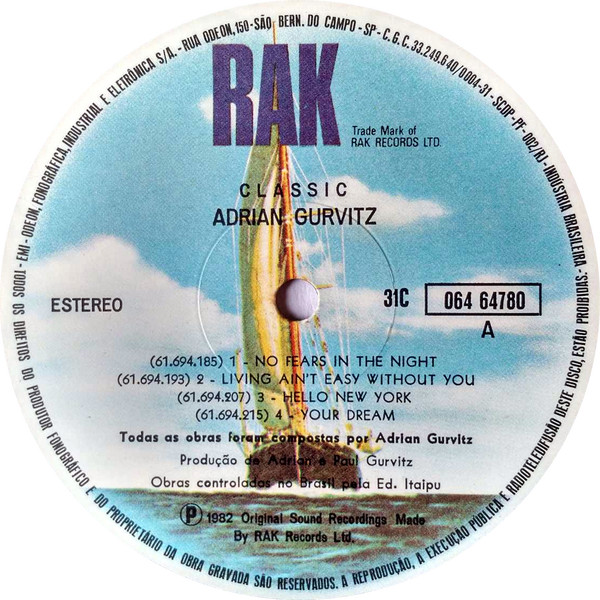 TODOS OS DIREITOS DO PRODUTOR FONOGRÁFICO E DO PROPRIETÁRIO DA OBRA GRAVADA SÃO RESERVADOS. A REPRODUÇÃO, A EXECUÇÃO PÚBLICA E RADIOTELEDIFUSÃO DESTE DISCO, ESTÃO PROIBIDAS.
EMI - ODEON, FONOGRÁFICA, INDUSTRIAL E ELETRÔNICA S/A. - RUA ODEON, 150 - SÃO BERN. DO CAMPO - SP - C.G.C. 33.249.640/0004-31 - SCDP-PF-002/RJ - INDÚSTRIA BRASILEIRA -
RAK
Trade Mark of
RAK RECORDS LTD.
CLASSIC
ADRIAN GURVITZ
ESTEREO
31C 064 64780
A
(61.694.185) 1 - NO FEARS IN THE NIGHT
(61.694.193) 2 - LIVING AIN'T EASY WITHOUT YOU
(61.694.207) 3 - HELLO NEW YORK
(61.694.215) 4 - YOUR DREAM
Todas as obras foram compostas por Adrian Gurvitz
Produção de Adrian e Paul Gurvitz
Obras controladas no Brasil pela Ed. Itaipu
Ⓟ 1982 Original Sound Recordings Made
By RAK Records Ltd.